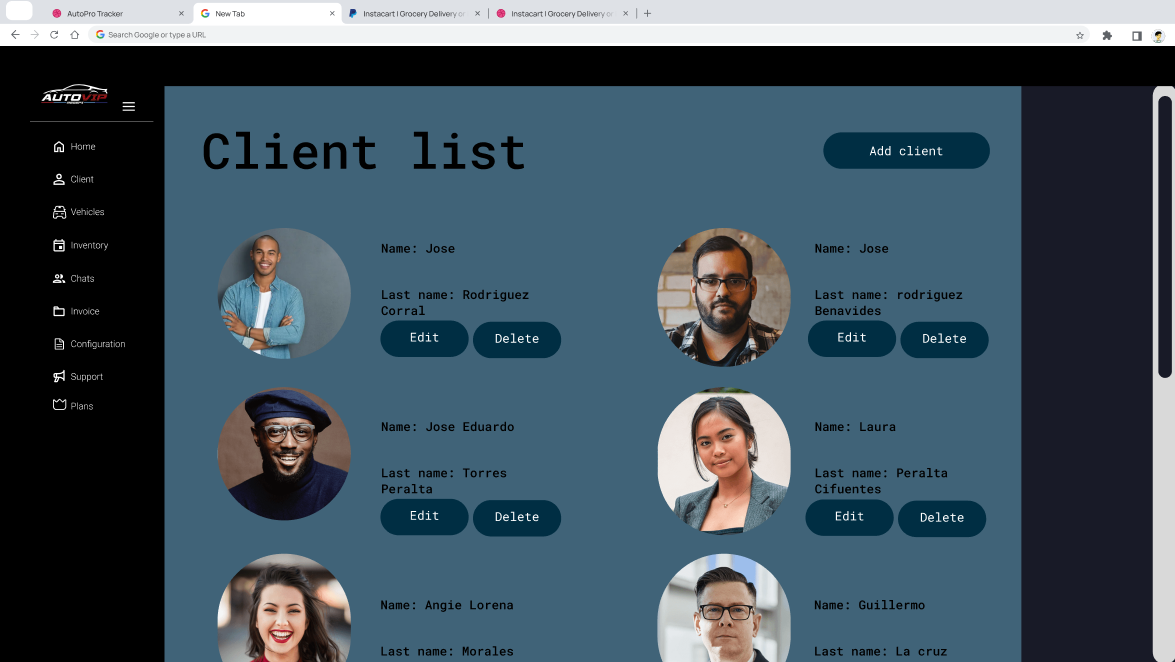 AutoPro Tracker
New Tab
Instacart | Grocery Delivery or
Instacart | Grocery Delivery or
Search Google or type a URL
AUTOVIP
Home
Client
Vehicles
Inventory
Chats
Invoice
Configuration
Support
Plans
Client list
Add client
Name: Jose
Last name: Rodriguez
Corral
Edit
Delete
Name: Jose
Last name: rodriguez
Benavides
Edit
Delete
Name: Jose Eduardo
Last name: Torres
Peralta
Edit
Delete
Name: Laura
Last name: Peralta
Cifuentes
Edit
Delete
Name: Angie Lorena
Last name: Morales
Name: Guillermo
Last name: La cruz